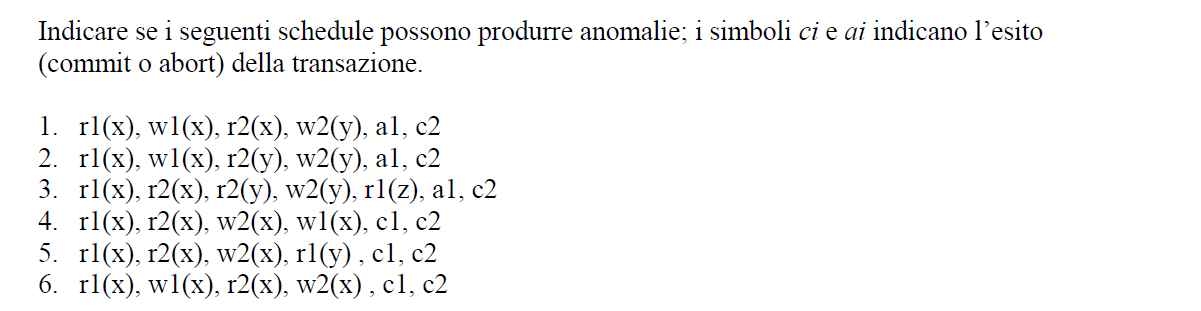 Indicare se i seguenti schedule possono produrre anomalie; i simboli ci e ai indicano l’esito
(commit o abort) della transazione.
1. r1(x), w1(x), r2(x), w2(y), a1, c2
2. r1(x), w1(x), r2(y), w2(y), a1, c2
3. r1(x), r2(x), r2(y), w2(y), r1(z), a1, c2
4. r1(x), r2(x), w2(x), w1(x), c1, c2
5. r1(x), r2(x), w2(x), r1(y) , c1, c2
6. r1(x), w1(x), r2(x), w2(x) , c1, c2